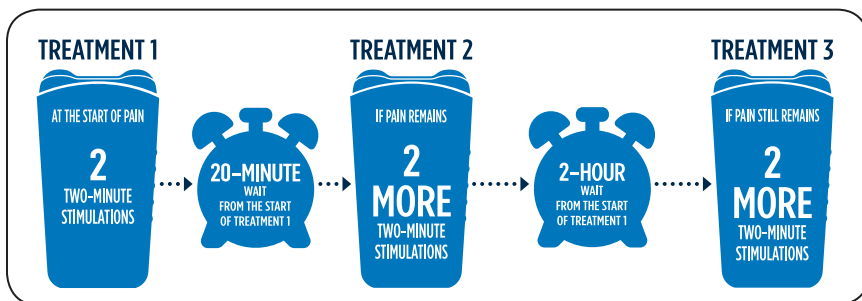 TREATMENT 1
AT THE START OF PAIN
2
TWO-MINUTE
STIMULATIONS
20-MINUTE
WAIT
FROM THE START
OF TREATMENT 1
TREATMENT 2
IF PAIN REMAINS
2
MORE
TWO-MINUTE
STIMULATIONS
2-HOUR
WAIT
FROM THE START
OF TREATMENT 1
TREATMENT 3
IF PAIN STILL REMAINS
2
MORE
TWO-MINUTE
STIMULATIONS